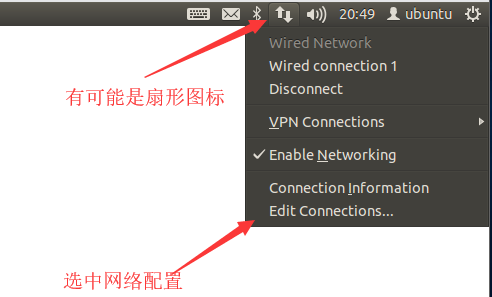 20:49 ubuntu
Wired Network
Wired connection 1
Disconnect
有可能是扇形图标
VPN Connections
Enable Networking
Connection Information
Edit Connections...
选中网络配置